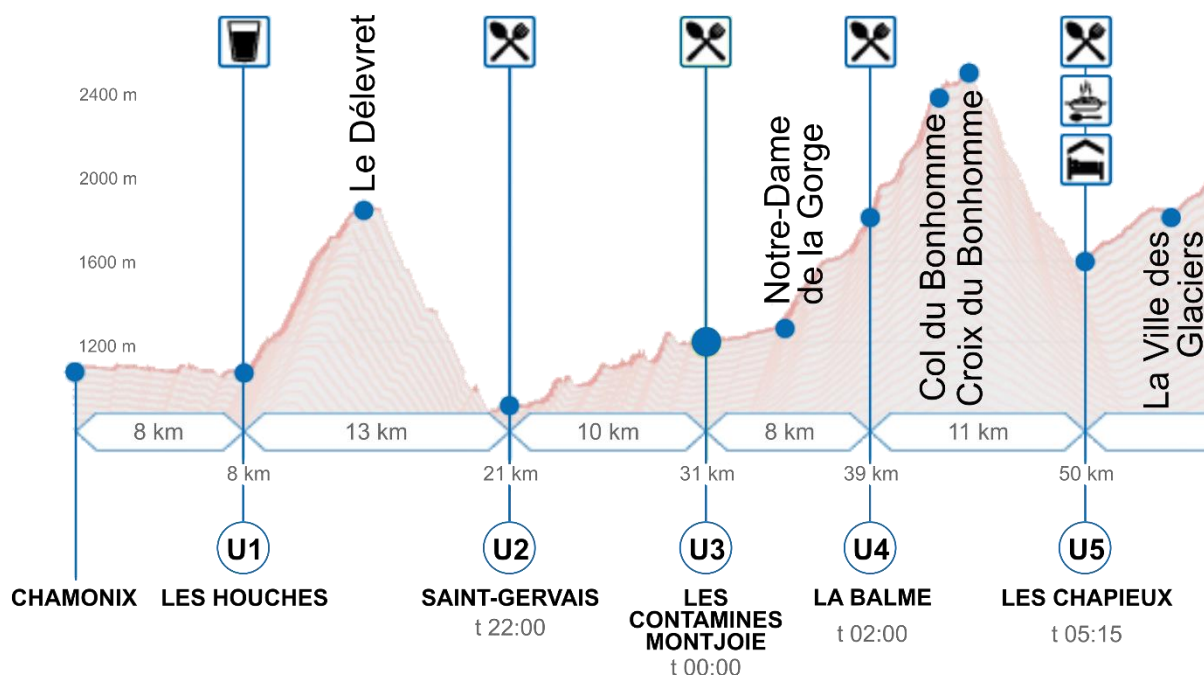 2400 m
2000 m
1600 m
1200 m
Le Délevret
Notre-Dame
de la Gorge
Col du Bonhomme
Croix du Bonhomme
La Ville des
Glaciers
8 km
13 km
10 km
8 km
11 km
8 km
21 km
31 km
39 km
50 km
U1
U2
U3
U4
U5
CHAMONIX
LES HOUCHES
SAINT-GERVAIS
t 22:00
LES
CONTAMINES
MONTJOIE
t 00:00
LA BALME
t 02:00
LES CHAPIEUX
t 05:15